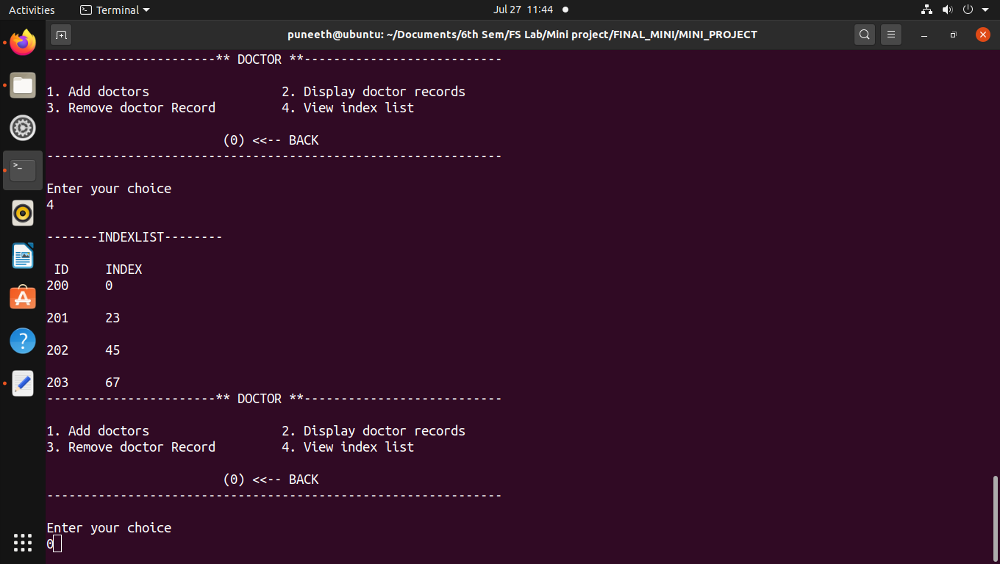 Activities Terminal Jul 27 11:44
puneeth@ubuntu: ~/Documents/6th Sem/FS Lab/Mini project/FINAL_MINI/MINI_PROJECT
-----------------------** DOCTOR **---------------------------
1. Add doctors                  2. Display doctor records
3. Remove doctor Record         4. View index list
(0) <<-- BACK
--------------------------------------------------------------
Enter your choice
4
-------INDEXLIST--------
ID     INDEX
200     0
201     23
202     45
203     67
-----------------------** DOCTOR **---------------------------
1. Add doctors                  2. Display doctor records
3. Remove doctor Record         4. View index list
(0) <<-- BACK
--------------------------------------------------------------
Enter your choice
0